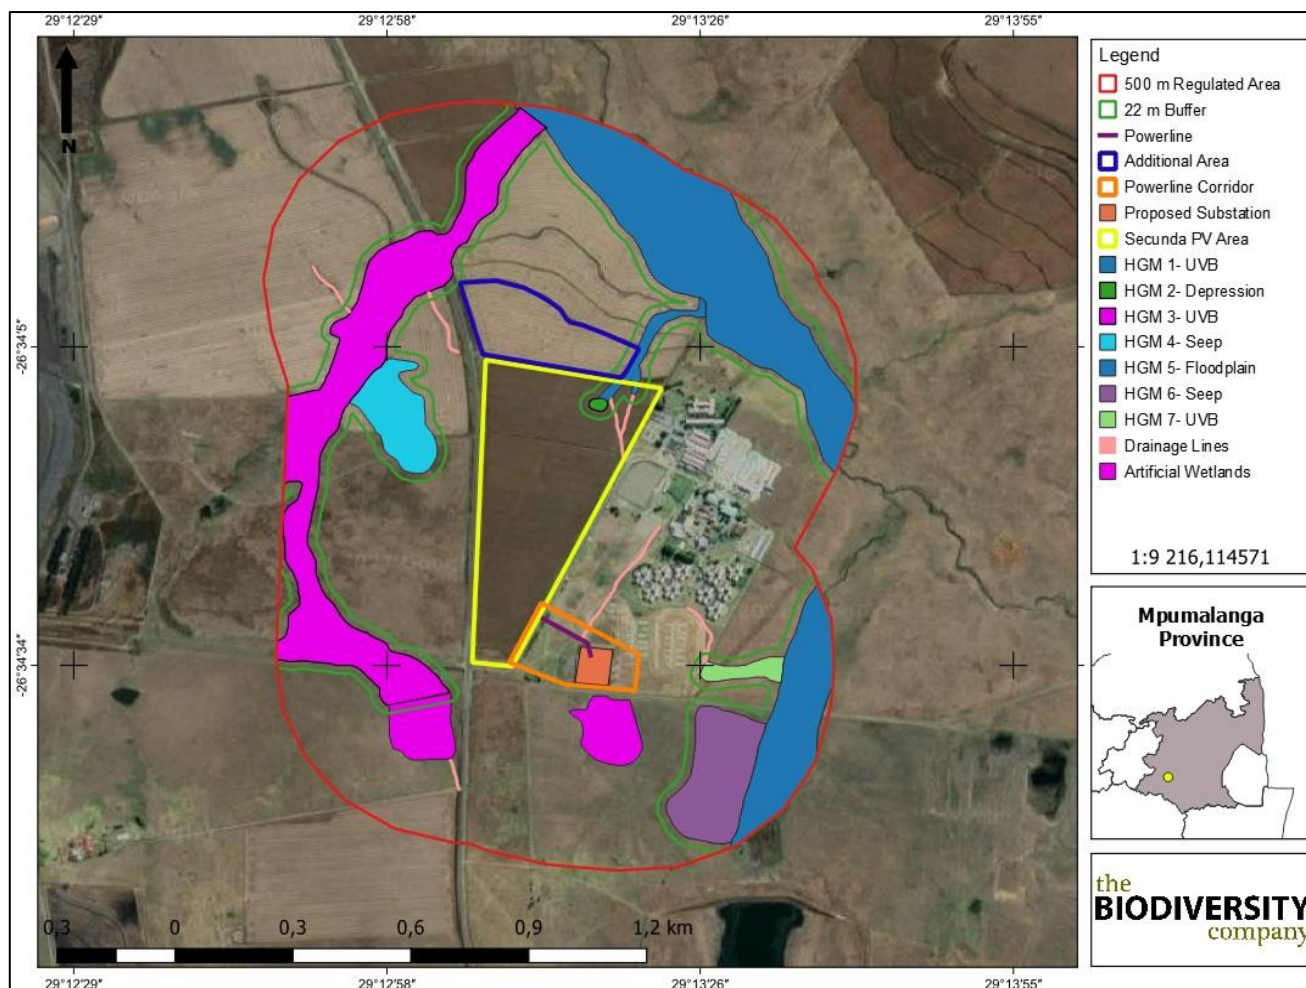 29°12'29" 29°12'58" 29°13'26" 29°13'55"
N
-26°34'5"
-26°34'34"
0,3 0 0,3 0,6 0,9 1,2 km
29°12'29" 29°12'58" 29°13'26" 29°13'55"
Legend
500 m Regulated Area
22 m Buffer
Powerline
Additional Area
Powerline Corridor
Proposed Substation
Secunda PV Area
HGM 1- UVB
HGM 2- Depression
HGM 3- UVB
HGM 4- Seep
HGM 5- Floodplain
HGM 6- Seep
HGM 7- UVB
Drainage Lines
Artificial Wetlands
1:9 216,114571
Mpumalanga
Province
the
BIODIVERSITY
company